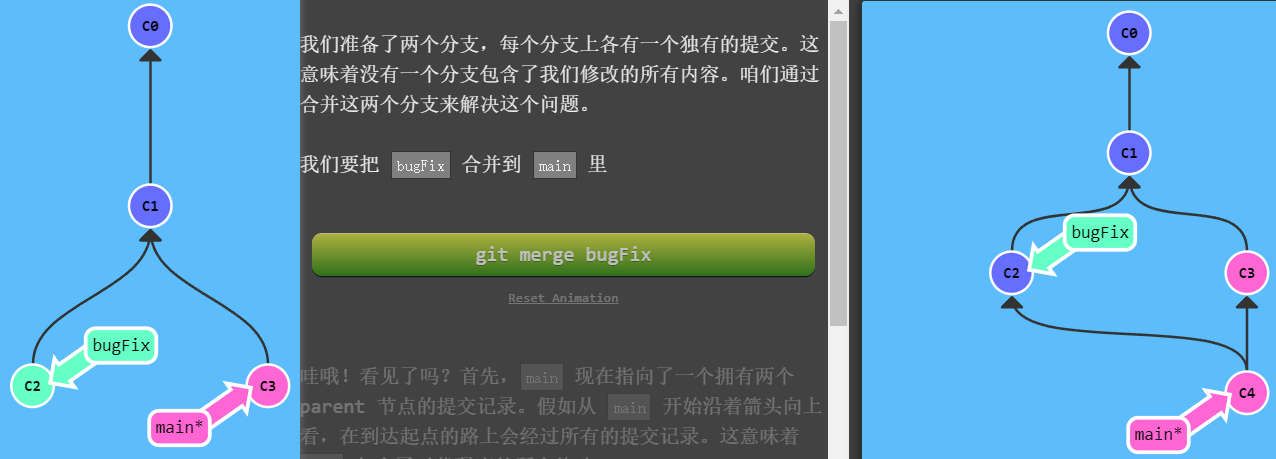 C0
C1
bugFix
C2
C3
main*
我们准备了两个分支，每个分支上各有一个独有的提交。这
意味着没有一个分支包含了我们修改的所有内容。咱们通过
合并这两个分支来解决这个问题。
我们要把 bugFix 合并到 main 里
git merge bugFix
Reset Animation
哇哦！看见了吗？首先， main 现在指向了一个拥有两个
parent 节点的提交记录。假如从 main 开始沿着箭头向上
看，在到达起点的路上会经过所有的提交记录。这意味着
C0
C1
bugFix
C2
C3
C4
main*